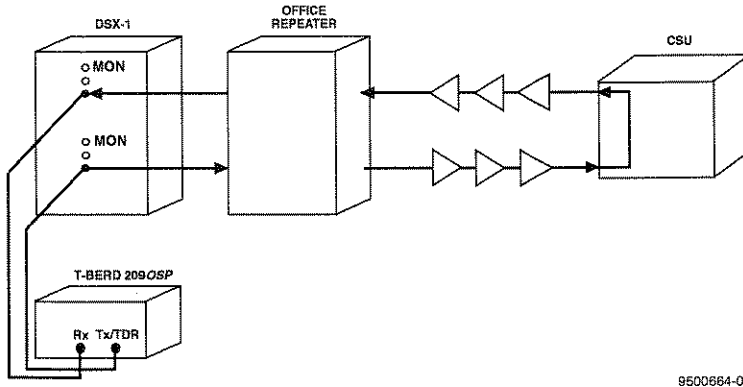 DSX-1
OFFICE
REPEATER
CSU
MON
MON
T-BERD 209OSP
Rx Tx/TDR
9500664-0